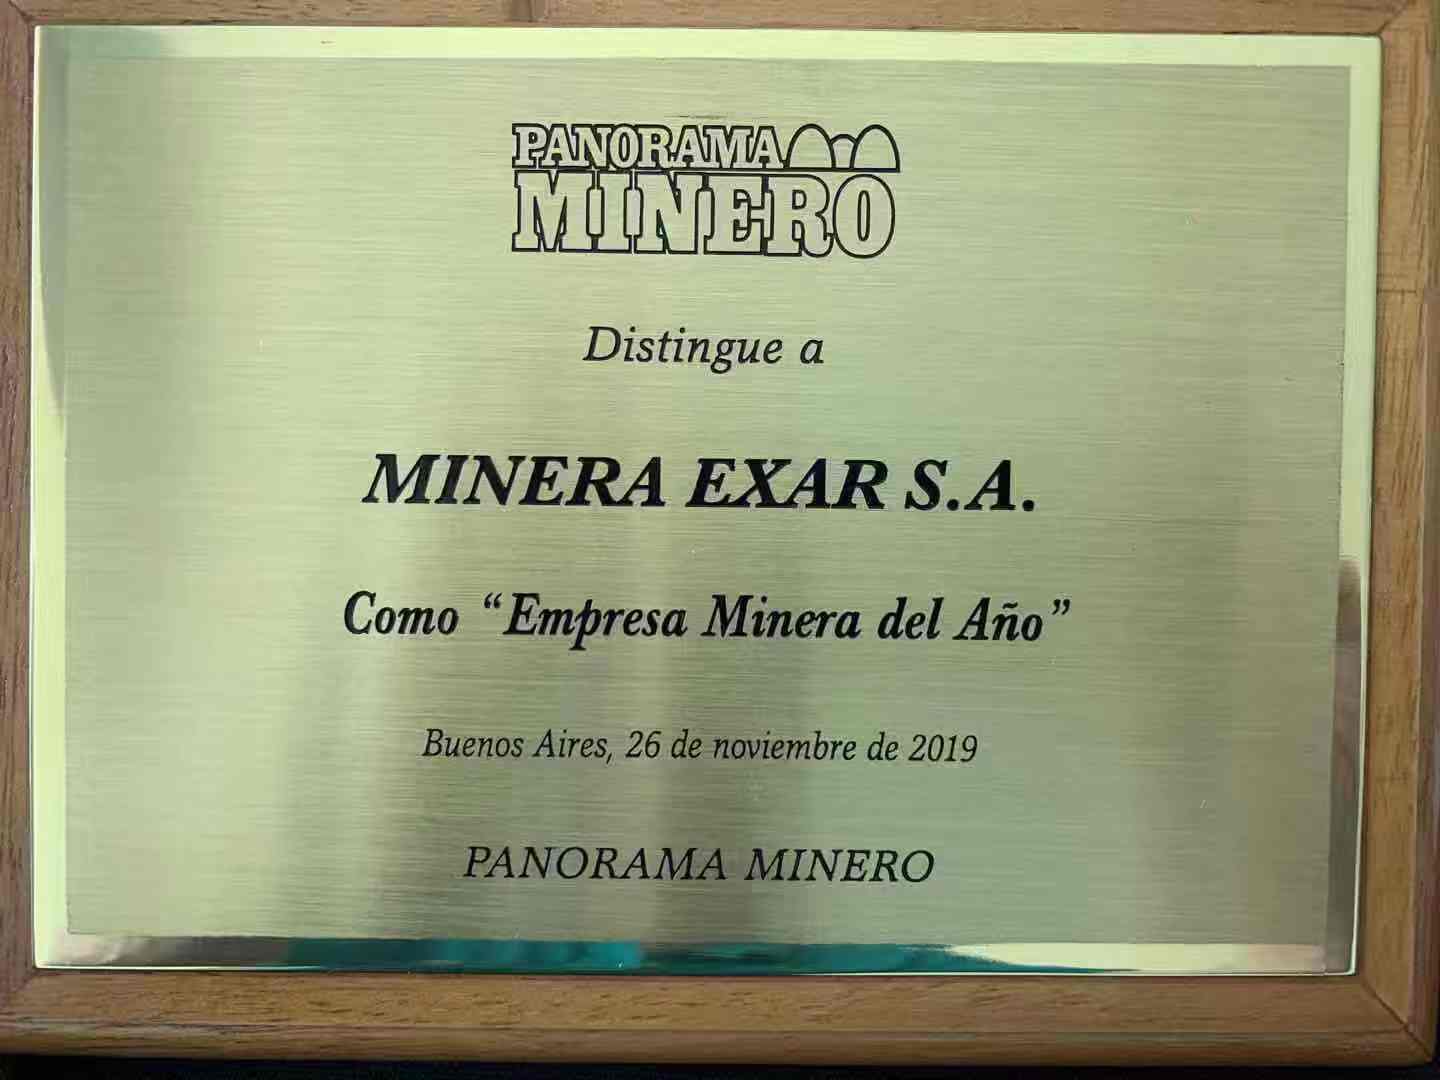 PANORAMA
MINERO
Distingue a
MINERA EXAR S.A.
Como “Empresa Minera del Año”
Buenos Aires, 26 de noviembre de 2019
PANORAMA MINERO